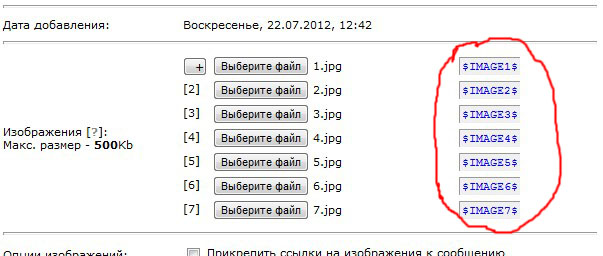 Дата добавления: Воскресенье, 22.07.2012, 12:42
+ Выберите файл 1.jpg $IMAGE1$
[2] Выберите файл 2.jpg $IMAGE2$
[3] Выберите файл 3.jpg $IMAGE3$
Изображения [?]:
[4] Выберите файл 4.jpg $IMAGE4$
Макс. размер - 500Kb
[5] Выберите файл 5.jpg $IMAGE5$
[6] Выберите файл 6.jpg $IMAGE6$
[7] Выберите файл 7.jpg $IMAGE7$
Опции изображений: Прикрепить ссылки на изображения к сообщению